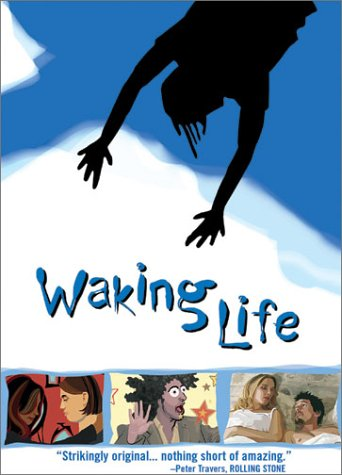 Waking Life
"Strikingly original... nothing short of amazing."
–Peter Travers, ROLLING STONE